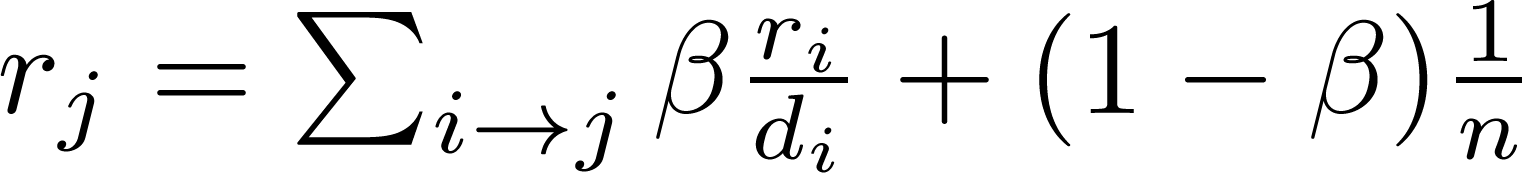 r_j = \sum_{i \to j} \beta \frac{r_i}{d_i} + (1 - \beta) \frac{1}{n}